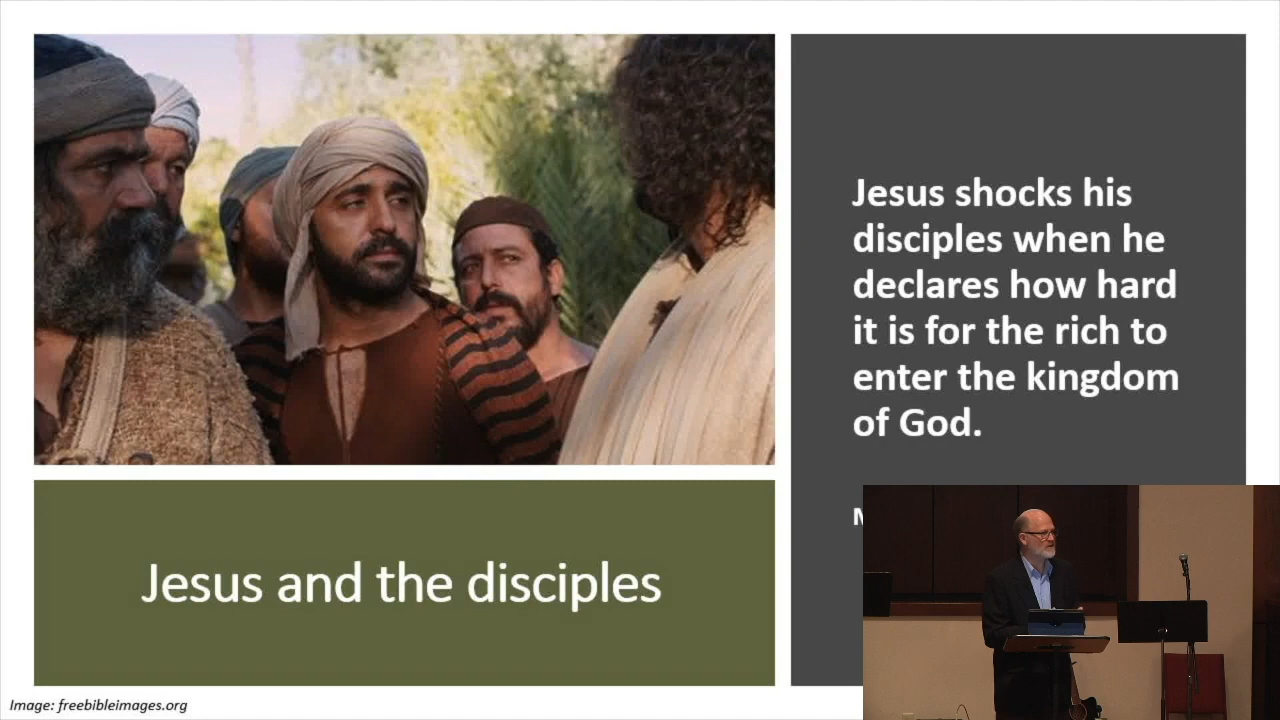 Jesus shocks his
disciples when he
declares how hard
it is for the rich to
enter the kingdom
of God.
Jesus and the disciples
Image: freebibleimages.org